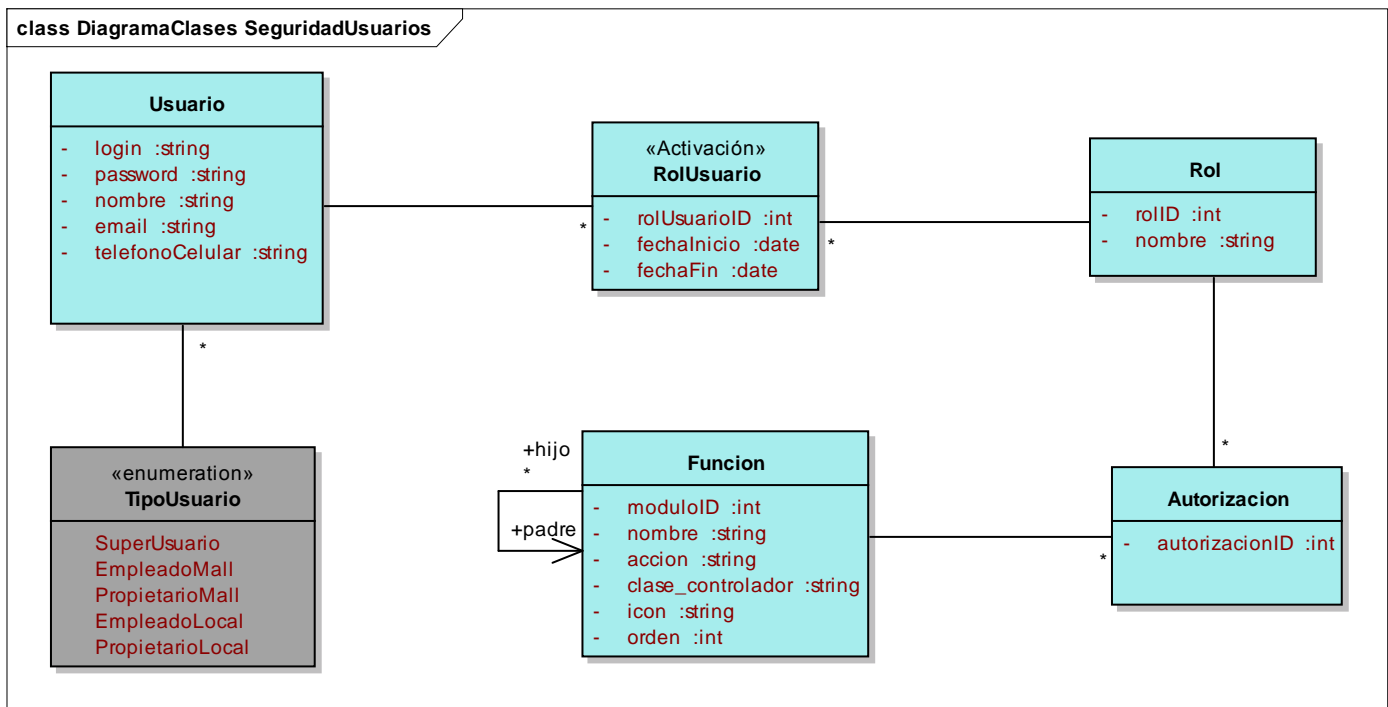 class DiagramaClases SeguridadUsuarios
Usuario
- login :string
- password :string
- nombre :string
- email :string
- telefonoCelular :string
*
«Activación»
RolUsuario
- rolUsuarioID :int
- fechaInicio :date
- fechaFin :date
*
*
Rol
- rolID :int
- nombre :string
*
«enumeration»
TipoUsuario
SuperUsuario
EmpleadoMall
PropietarioMall
EmpleadoLocal
PropietarioLocal
+hijo
*
+padre
Funcion
- moduloID :int
- nombre :string
- accion :string
- clase_controlador :string
- icon :string
- orden :int
*
Autorizacion
- autorizacionID :int